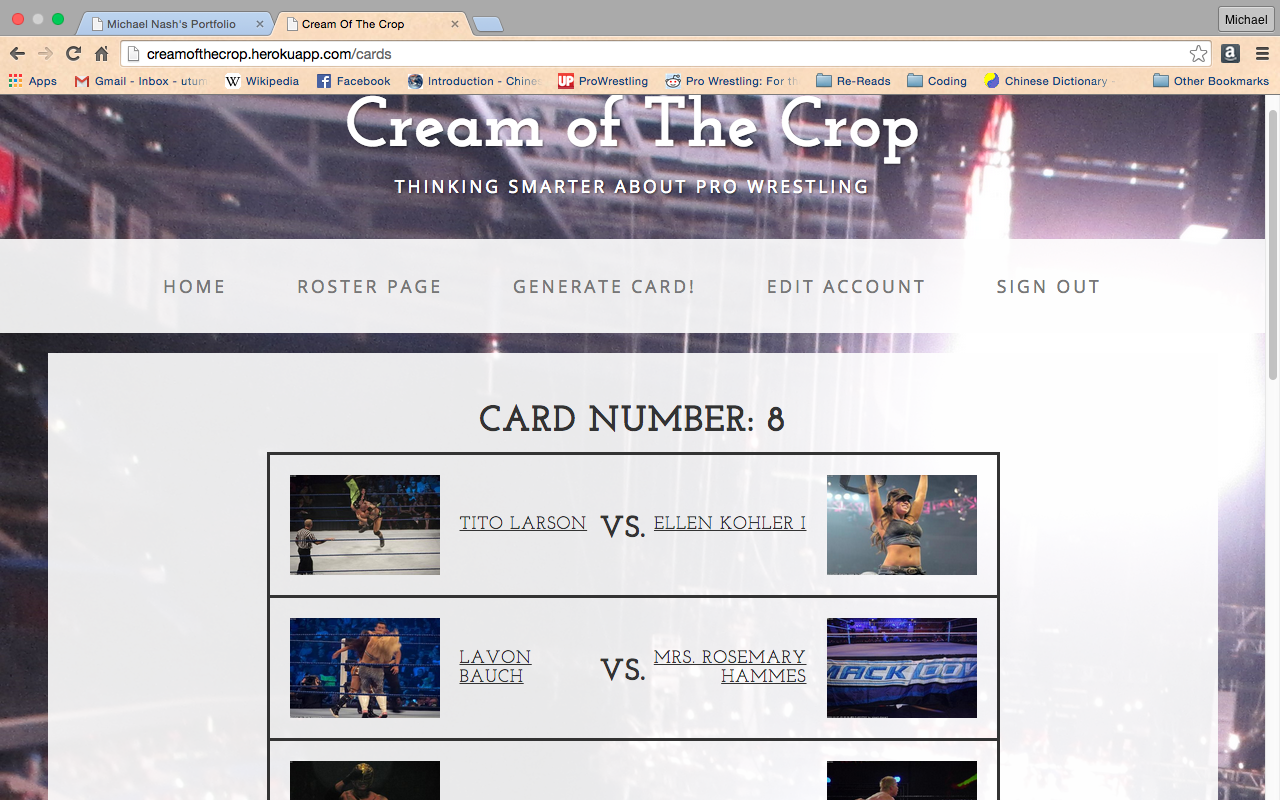 Michael Nash's Portfolio
Cream Of The Crop
Michael
creamofthecrop.herokuapp.com/cards
Apps
Gmail - Inbox - utum
W Wikipedia
Facebook
Introduction - Chines
UP ProWrestling
Pro Wrestling: For th
Re-Reads
Coding
Chinese Dictionary -
Other Bookmarks
Cream of The Crop
THINKING SMARTER ABOUT PRO WRESTLING
HOME
ROSTER PAGE
GENERATE CARD!
EDIT ACCOUNT
SIGN OUT
CARD NUMBER: 8
TITO LARSON
VS.
ELLEN KOHLER I
LAVON
BAUCH
VS.
MRS. ROSEMARY
HAMMES